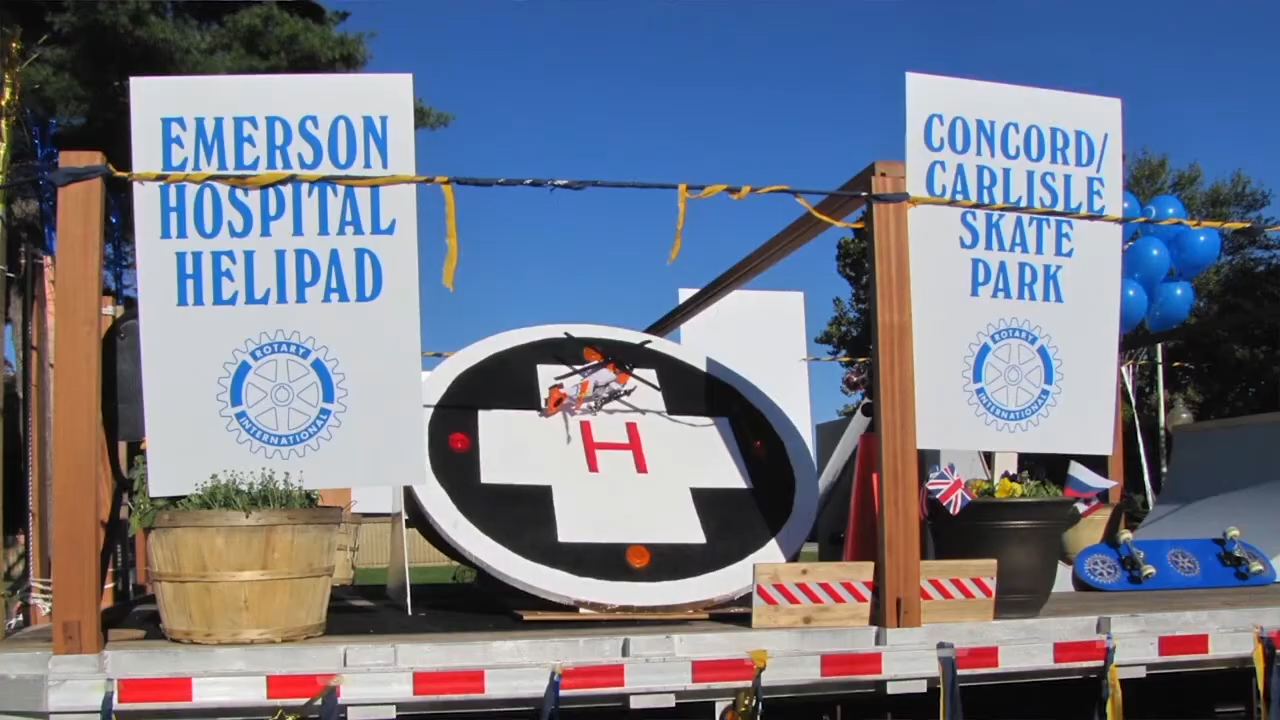 EMERSON
HOSPITAL
HELIPAD
ROTARY
INTERNATIONAL
H
CONCORD/
CARLISLE
SKATE
PARK
ROTARY
INTERNATIONAL